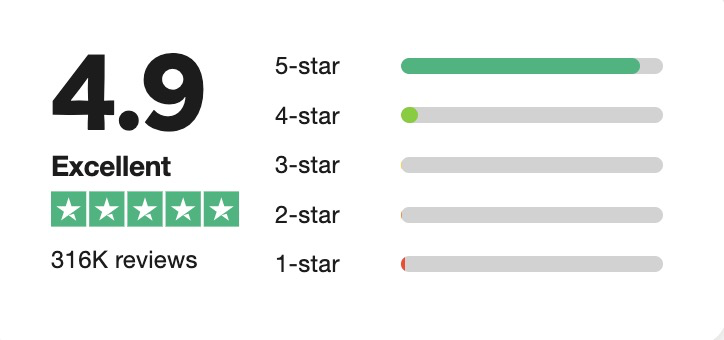 4.9
Excellent
316K reviews
5-star
4-star
3-star
2-star
1-star